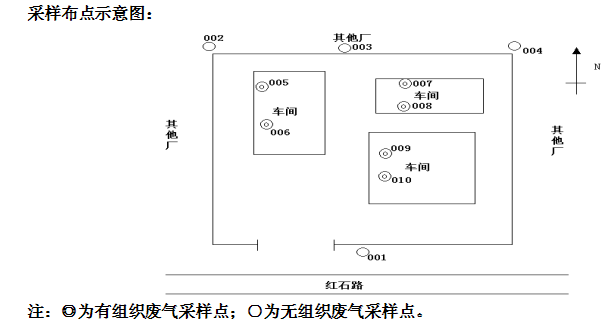 采样布点示意图：
002
其他厂
003
004
N
005
007
车间
008
车间
006
其他厂
其他厂
009
车间
010
001
红石路
注：◎为有组织废气采样点；〇为无组织废气采样点。